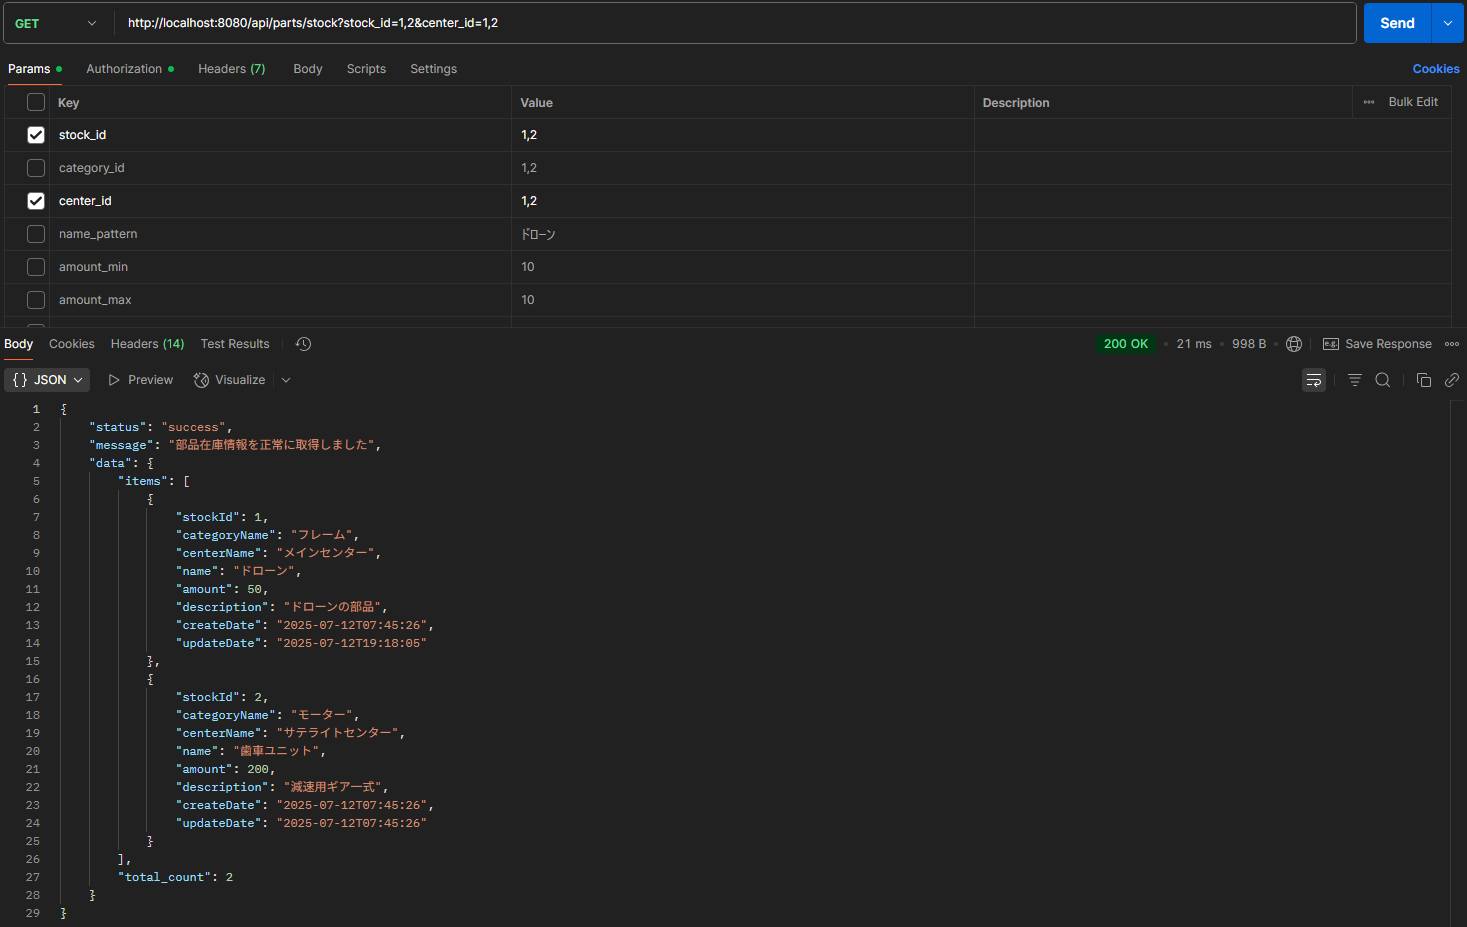 GET http://localhost:8080/api/parts/stock?stock_id=1,2&center_id=1,2 Send
Params Authorization Headers (7) Body Scripts Settings Cookies
Key Value Description Bulk Edit
stock_id 1,2
category_id 1,2
center_id 1,2
name_pattern ドローン
amount_min 10
amount_max 10
Body Cookies Headers (14) Test Results 200 OK 21 ms 998 B e.g. Save Response
{} JSON Preview Visualize
1 {
2 "status": "success",
3 "message": "部品在庫情報を正常に取得しました",
4 "data": {
5 "items": [
6 {
7 "stockId": 1,
8 "categoryName": "フレーム",
9 "centerName": "メインセンター",
10 "name": "ドローン",
11 "amount": 50,
12 "description": "ドローンの部品",
13 "createDate": "2025-07-12T07:45:26",
14 "updateDate": "2025-07-12T19:18:05"
15 },
16 {
17 "stockId": 2,
18 "categoryName": "モーター",
19 "centerName": "サテライトセンター",
20 "name": "歯車ユニット",
21 "amount": 200,
22 "description": "減速用ギア一式",
23 "createDate": "2025-07-12T07:45:26",
24 "updateDate": "2025-07-12T07:45:26"
25 }
26 ],
27 "total_count": 2
28 }
29 }